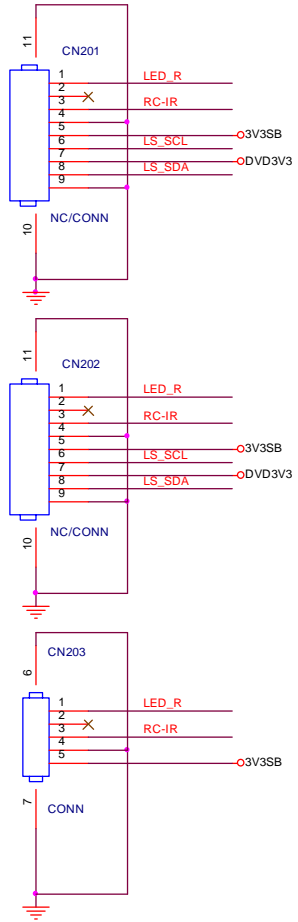 11
CN201
1 LED_R
2
3 RC-IR
4
5 3V3SB
6 LS_SCL
7 DVD3V3
8 LS_SDA
9
NC/CONN
10
11
CN202
1 LED_R
2
3 RC-IR
4
5 3V3SB
6 LS_SCL
7 DVD3V3
8 LS_SDA
9
NC/CONN
10
CN203
6
1 LED_R
2
3 RC-IR
4
5 3V3SB
7
CONN